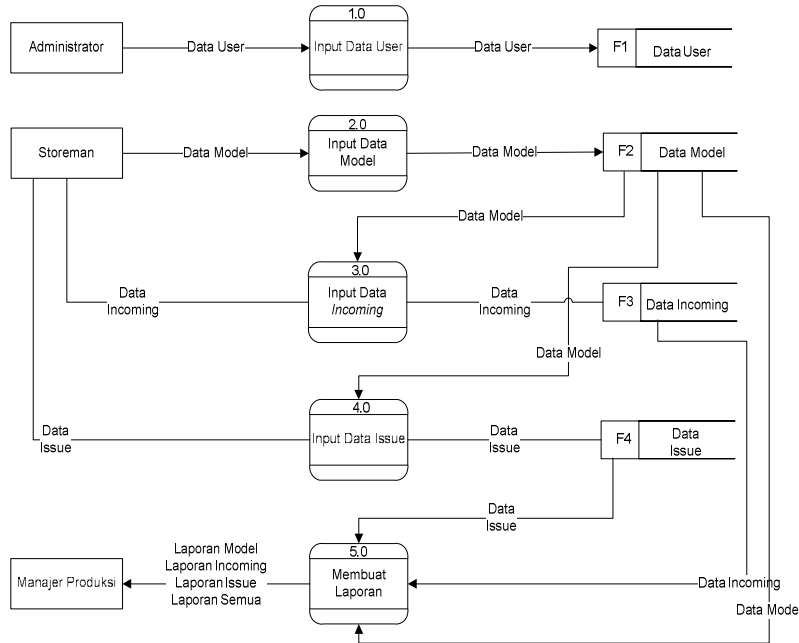 1.0
Administrator
Data User
Input Data User
Data User
F1
Data User
2.0
Storeman
Data Model
Input Data
Model
Data Model
F2
Data Model
Data Model
3.0
Data
Incoming
Input Data
Incoming
Data
Incoming
F3
Data Incoming
Data Model
4.0
Data
Issue
Input Data Issue
Data
Issue
F4
Data
Issue
Data
Issue
5.0
Manajer Produksi
Laporan Model
Laporan Incoming
Laporan Issue
Laporan Semua
Membuat
Laporan
Data Incoming
Data Mode